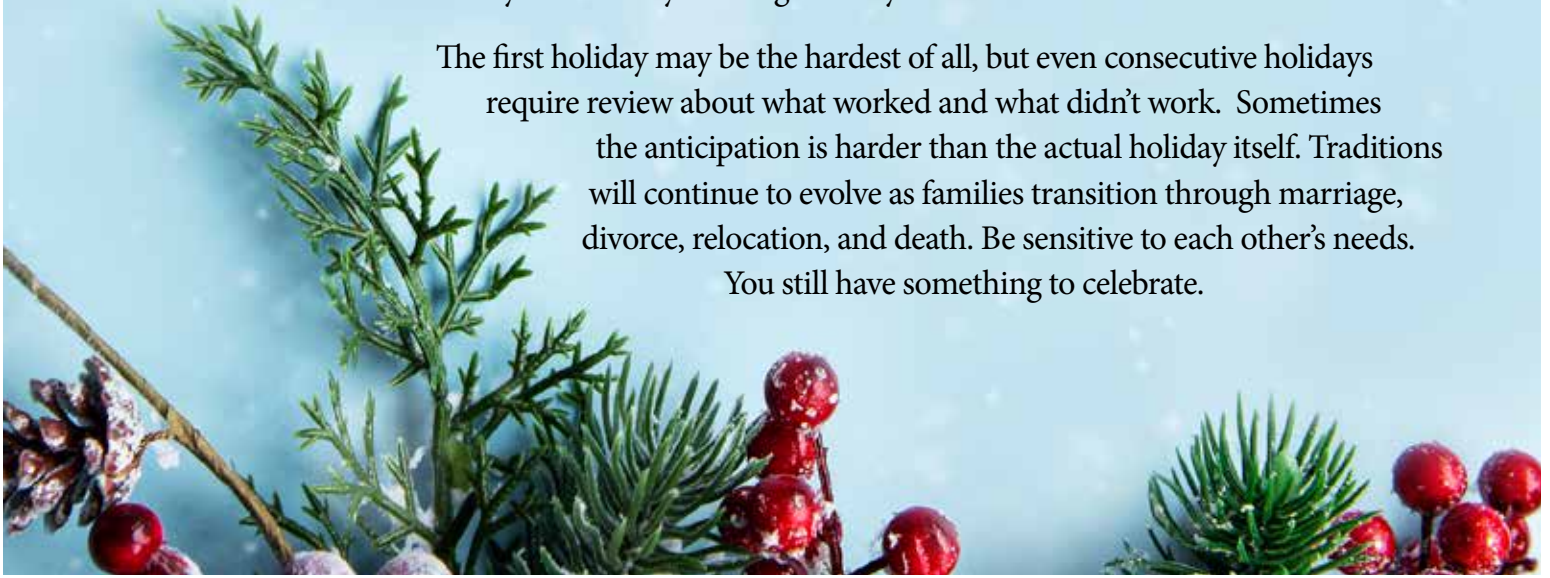 The first holiday may be the hardest of all, but even consecutive holidays
require review about what worked and what didn’t work.  Sometimes
the anticipation is harder than the actual holiday itself. Traditions
will continue to evolve as families transition through marriage,
divorce, relocation, and death. Be sensitive to each other’s needs.
You still have something to celebrate.